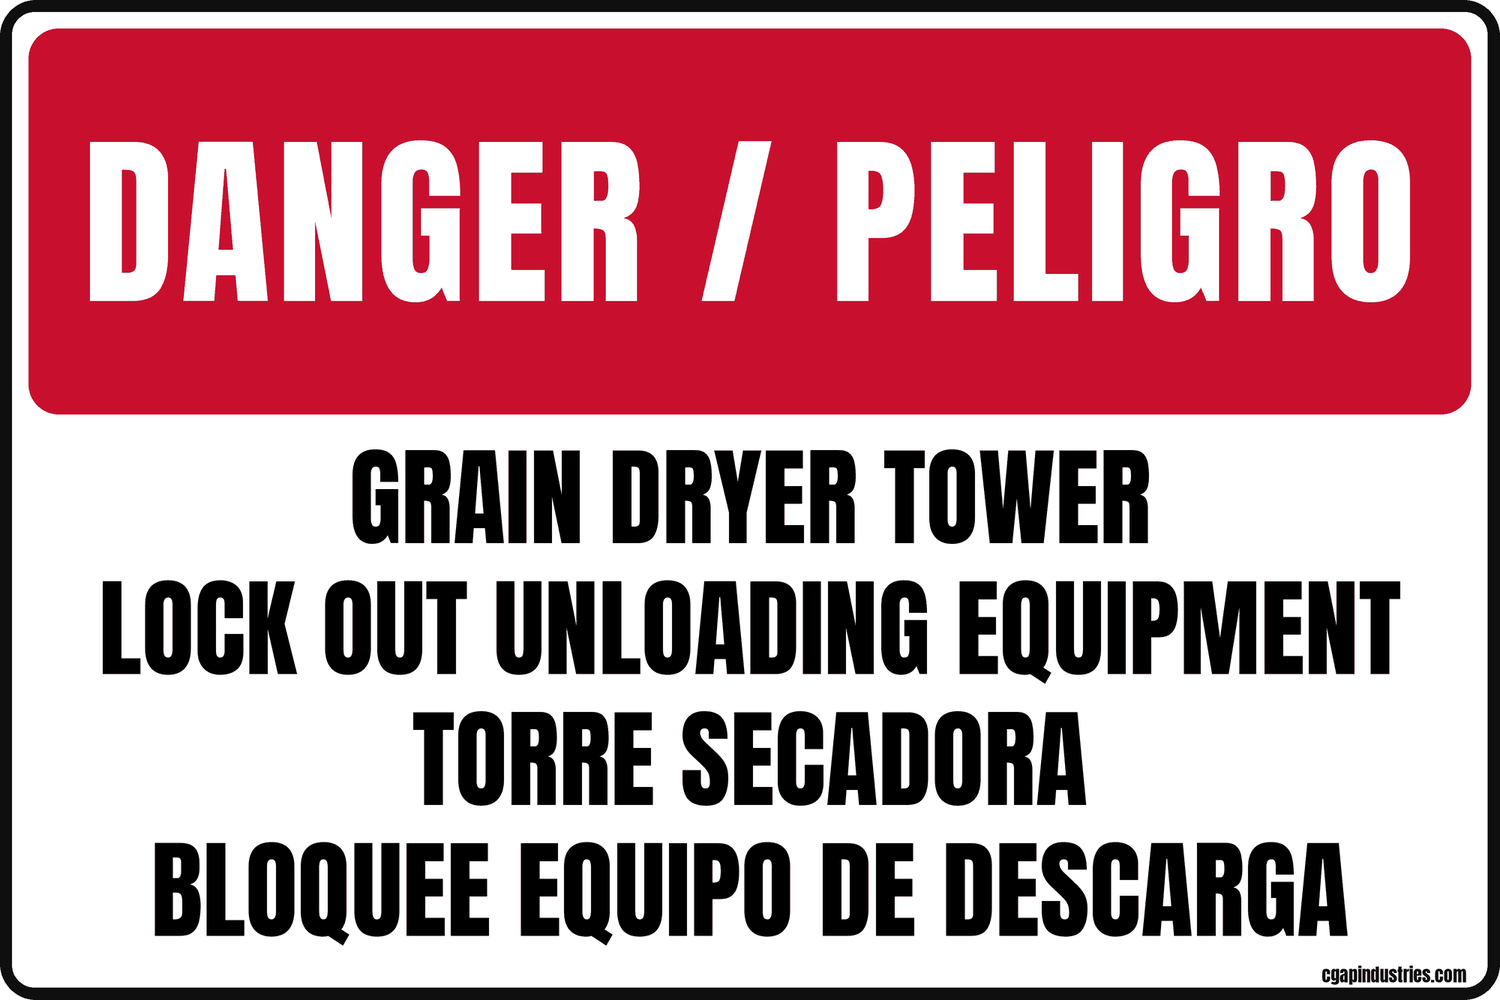 DANGER / PELIGRO
GRAIN DRYER TOWER
LOCK OUT UNLOADING EQUIPMENT
TORRE SECADORA
BLOQUEE EQUIPO DE DESCARGA
cgapindustries.com